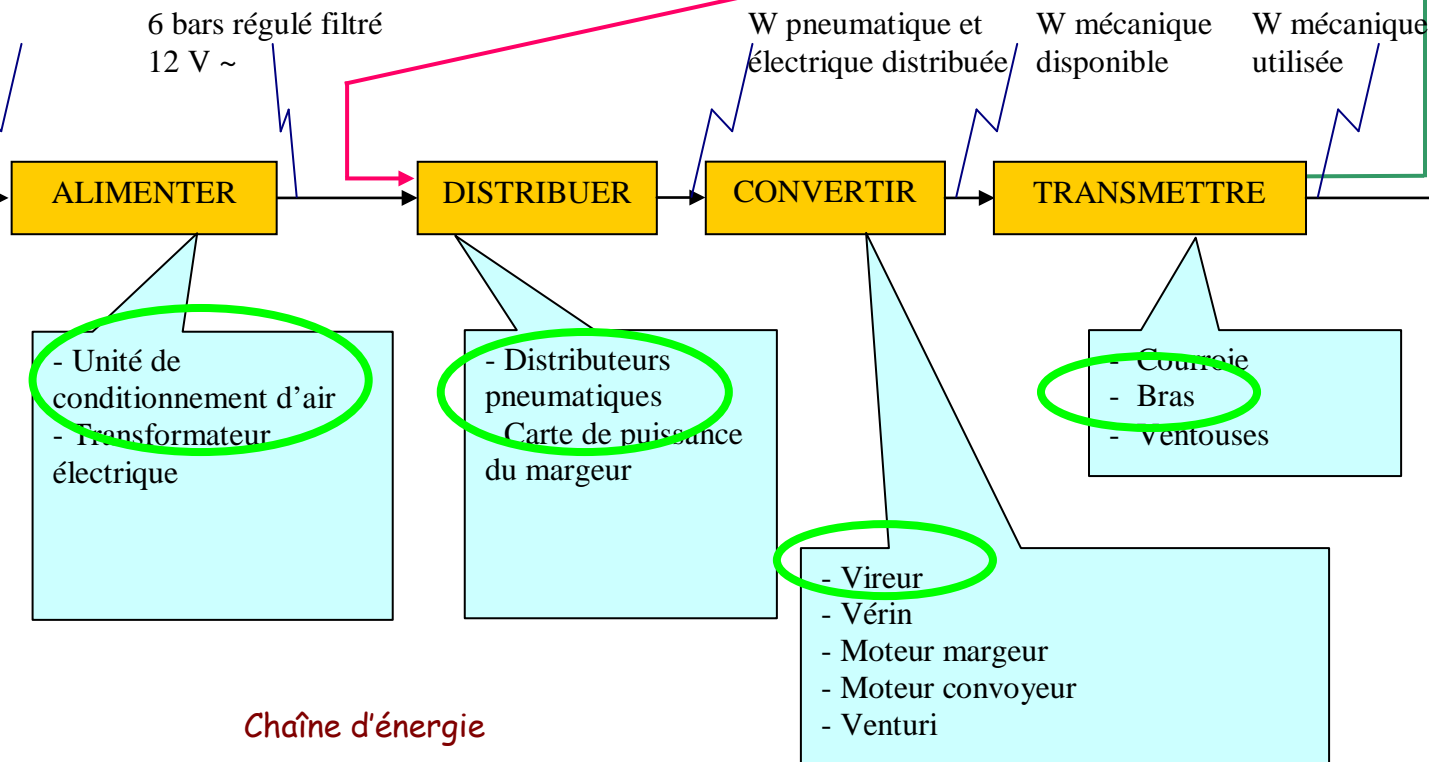 6 bars régulé filtré
12 V ~
W pneumatique et
électrique distribuée
W mécanique
disponible
W mécanique
utilisée
ALIMENTER
DISTRIBUER
CONVERTIR
TRANSMETTRE
- Unité de
conditionnement d’air
- Transformateur
électrique
- Distributeurs
pneumatiques
- Carte de puissance
du margeur
- Courroie
- Bras
- Ventouses
- Vireur
- Vérin
- Moteur margeur
- Moteur convoyeur
- Venturi
Chaîne d’énergie